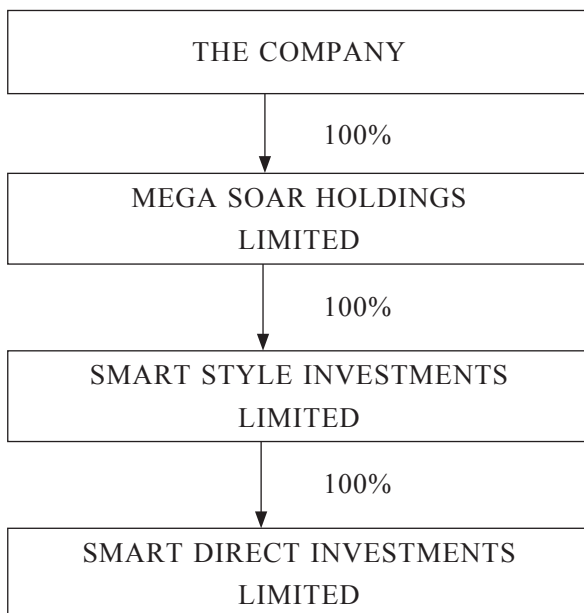 THE COMPANY
100%
MEGA SOAR HOLDINGS
LIMITED
100%
SMART STYLE INVESTMENTS
LIMITED
100%
SMART DIRECT INVESTMENTS
LIMITED